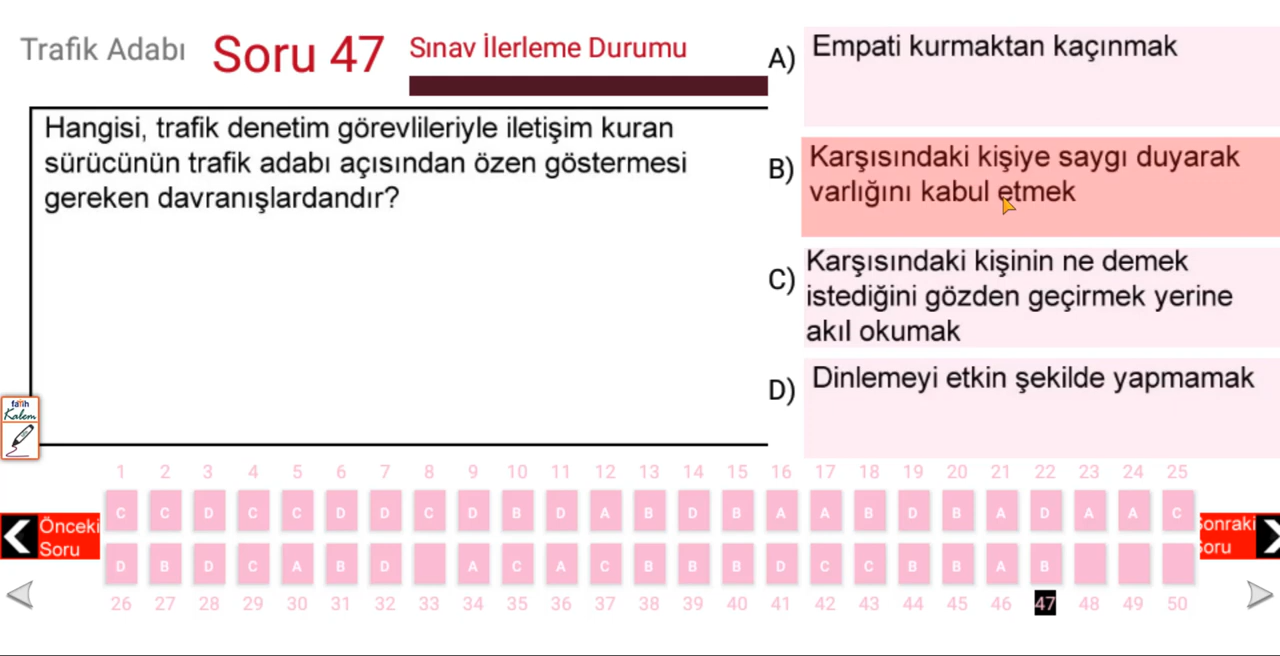 Trafik Adabı Soru 47 Sınav İlerleme Durumu
Hangisi, trafik denetim görevlileriyle iletişim kuran
sürücünün trafik adabı açısından özen göstermesi
gereken davranışlardandır?
A) Empati kurmaktan kaçınmak
B) Karşısındaki kişiye saygı duyarak
varlığını kabul etmek
C) Karşısındaki kişinin ne demek
istediğini gözden geçirmek yerine
akıl okumak
D) Dinlemeyi etkin şekilde yapmamak
fatih
Kalem
1 2 3 4 5 6 7 8 9 10 11 12 13 14 15 16 17 18 19 20 21 22 23 24 25
C C D C C D D C D B D A B D B A A B D B A D A A C
Önceki
Soru
Sonraki
Soru
D B D C A B D A C A C B B B D C C B B A B
26 27 28 29 30 31 32 33 34 35 36 37 38 39 40 41 42 43 44 45 46 47 48 49 50